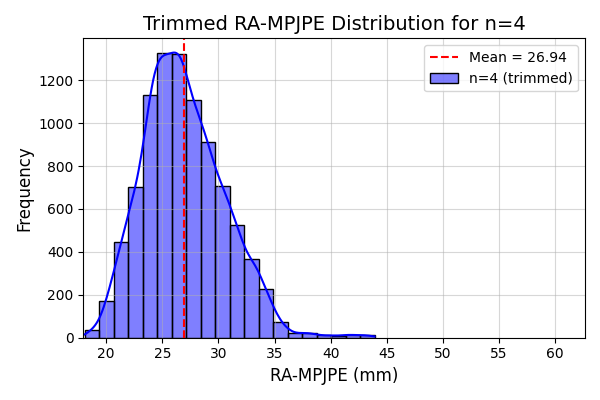 Trimmed RA-MPJPE Distribution for n=4
Mean = 26.94
n=4 (trimmed)
Frequency
1200
1000
800
600
400
200
0
20 25 30 35 40 45 50 55 60
RA-MPJPE (mm)